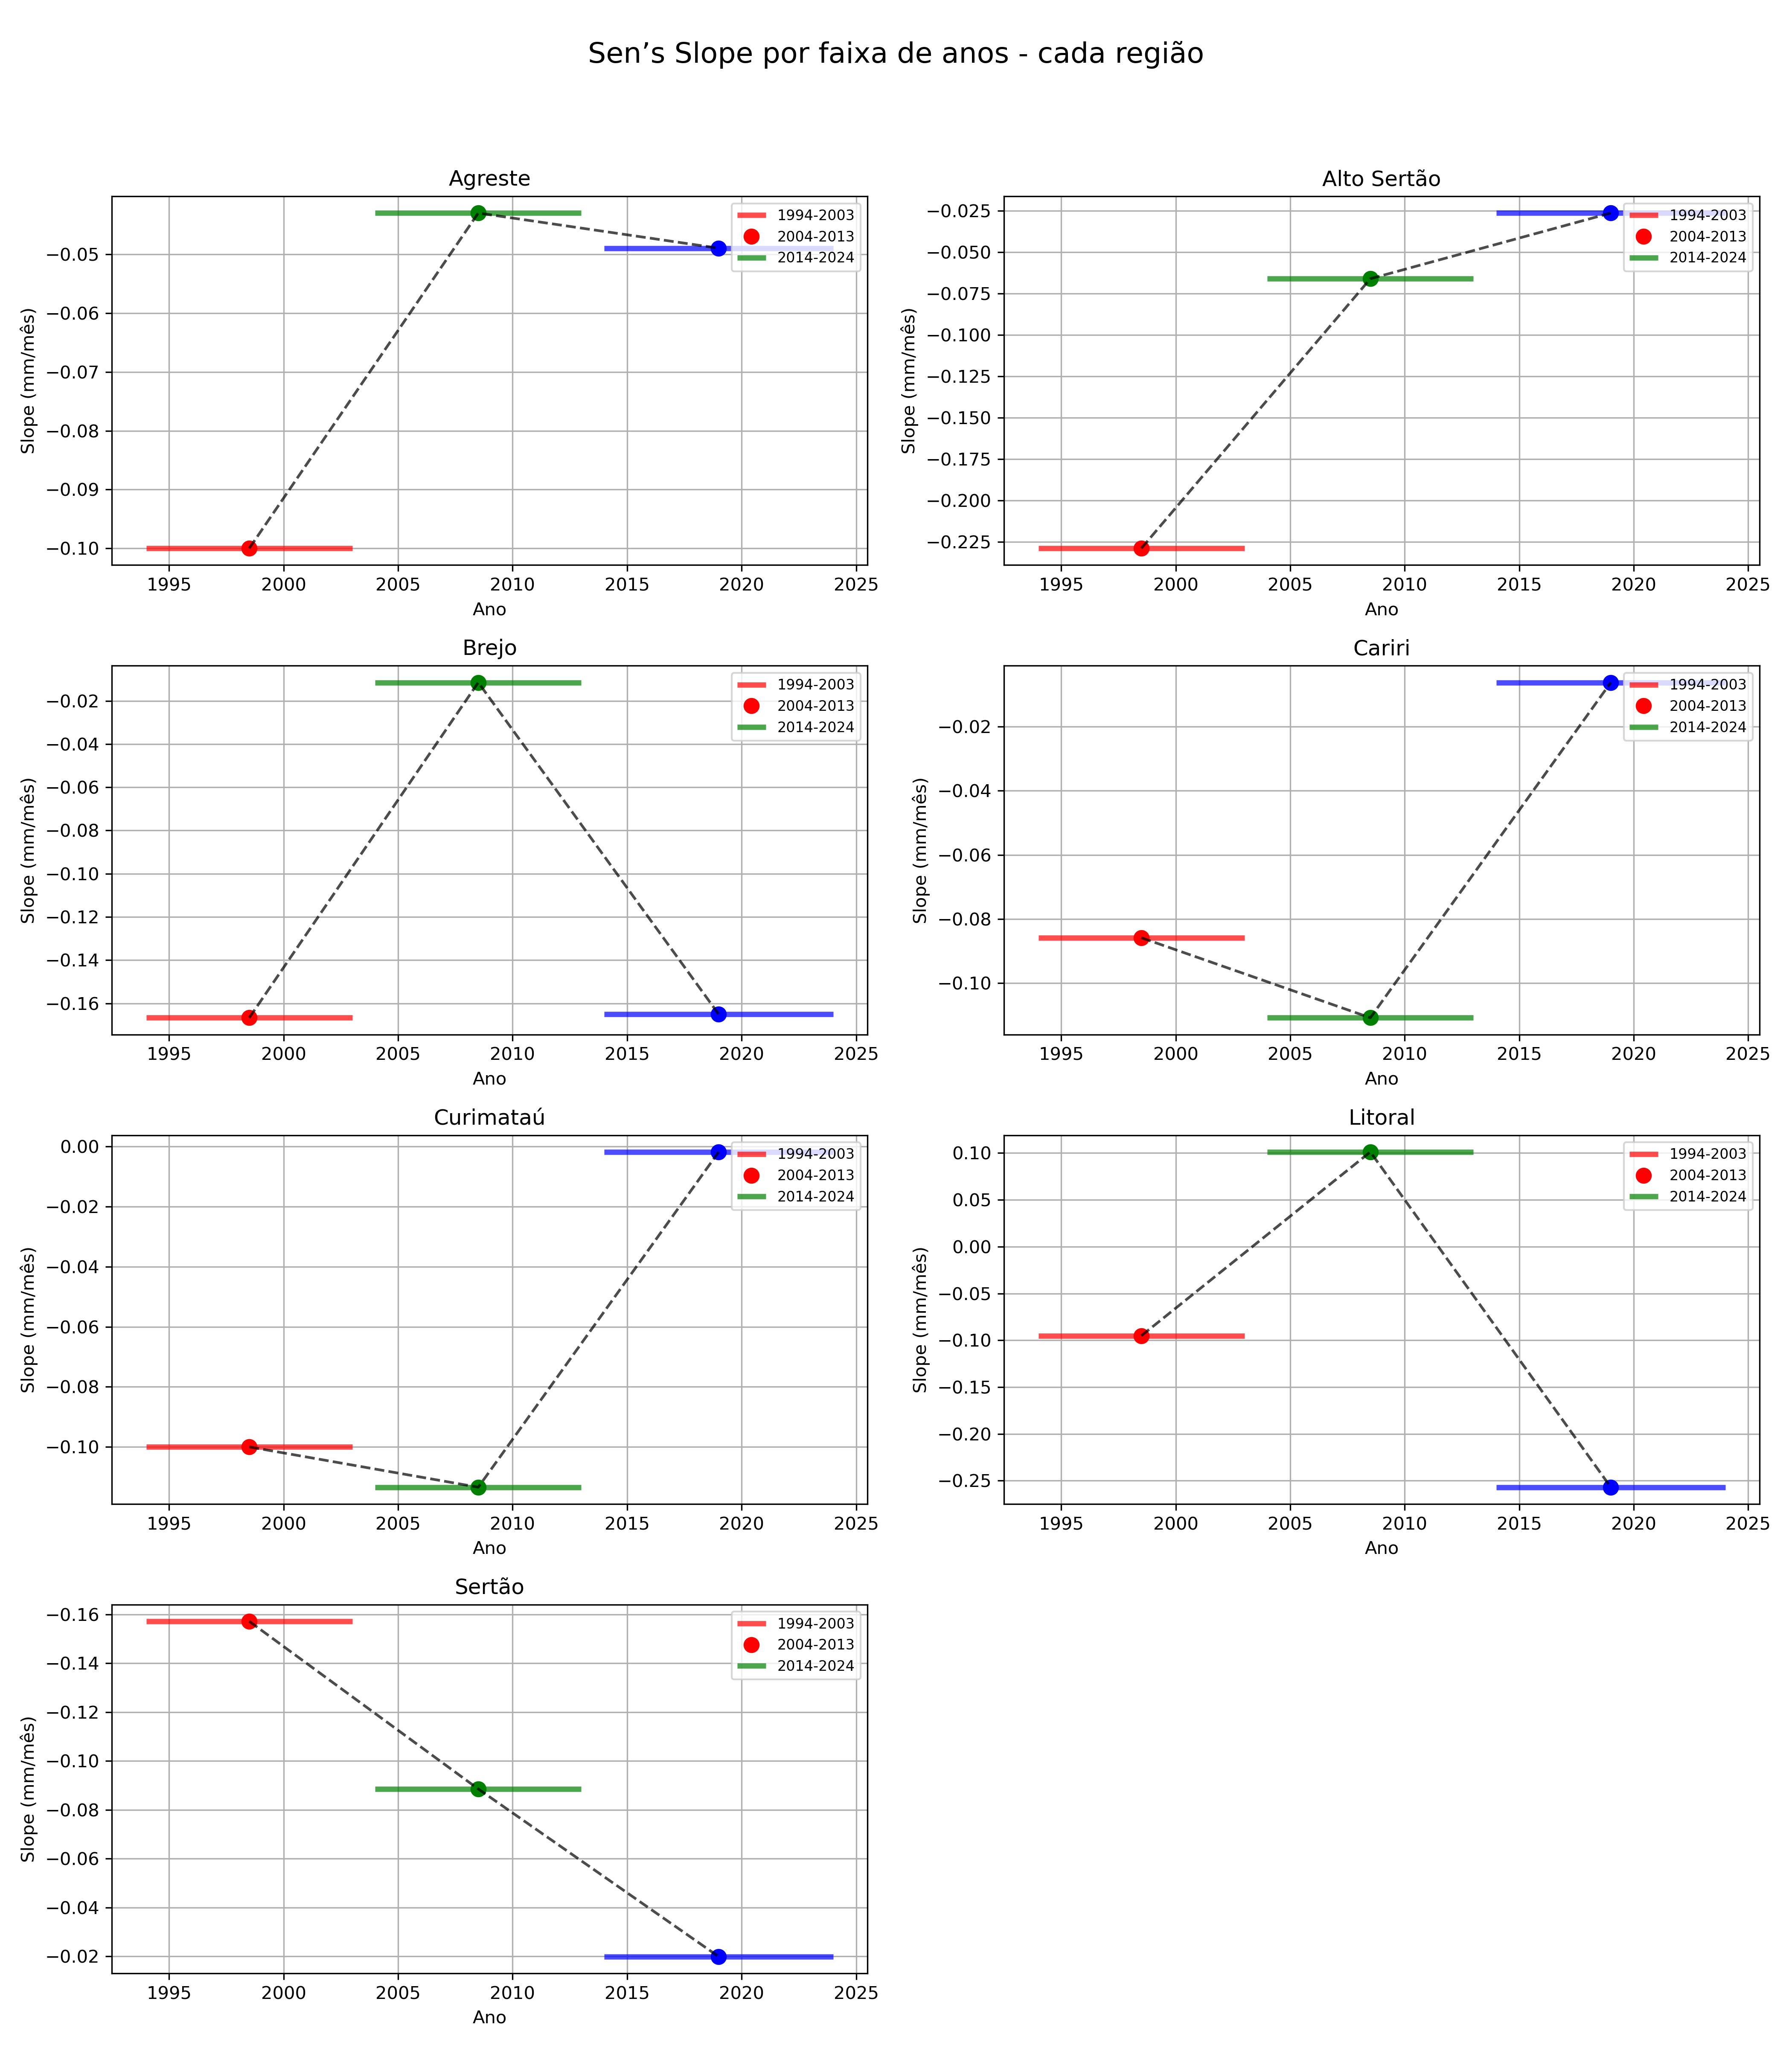 Sen’s Slope por faixa de anos - cada região
Agreste
Slope (mm/mês)
−0.05
−0.06
−0.07
−0.08
−0.09
−0.10
1994-2003
2004-2013
2014-2024
1995 2000 2005 2010 2015 2020 2025
Ano
Alto Sertão
Slope (mm/mês)
−0.025
−0.050
−0.075
−0.100
−0.125
−0.150
−0.175
−0.200
−0.225
1994-2003
2004-2013
2014-2024
1995 2000 2005 2010 2015 2020 2025
Ano
Brejo
Slope (mm/mês)
−0.02
−0.04
−0.06
−0.08
−0.10
−0.12
−0.14
−0.16
1994-2003
2004-2013
2014-2024
1995 2000 2005 2010 2015 2020 2025
Ano
Cariri
Slope (mm/mês)
−0.02
−0.04
−0.06
−0.08
−0.10
1994-2003
2004-2013
2014-2024
1995 2000 2005 2010 2015 2020 2025
Ano
Curimataú
Slope (mm/mês)
0.00
−0.02
−0.04
−0.06
−0.08
−0.10
1994-2003
2004-2013
2014-2024
1995 2000 2005 2010 2015 2020 2025
Ano
Litoral
Slope (mm/mês)
0.10
0.05
0.00
−0.05
−0.10
−0.15
−0.20
−0.25
1994-2003
2004-2013
2014-2024
1995 2000 2005 2010 2015 2020 2025
Ano
Sertão
Slope (mm/mês)
−0.16
−0.14
−0.12
−0.10
−0.08
−0.06
−0.04
−0.02
1994-2003
2004-2013
2014-2024
1995 2000 2005 2010 2015 2020 2025
Ano